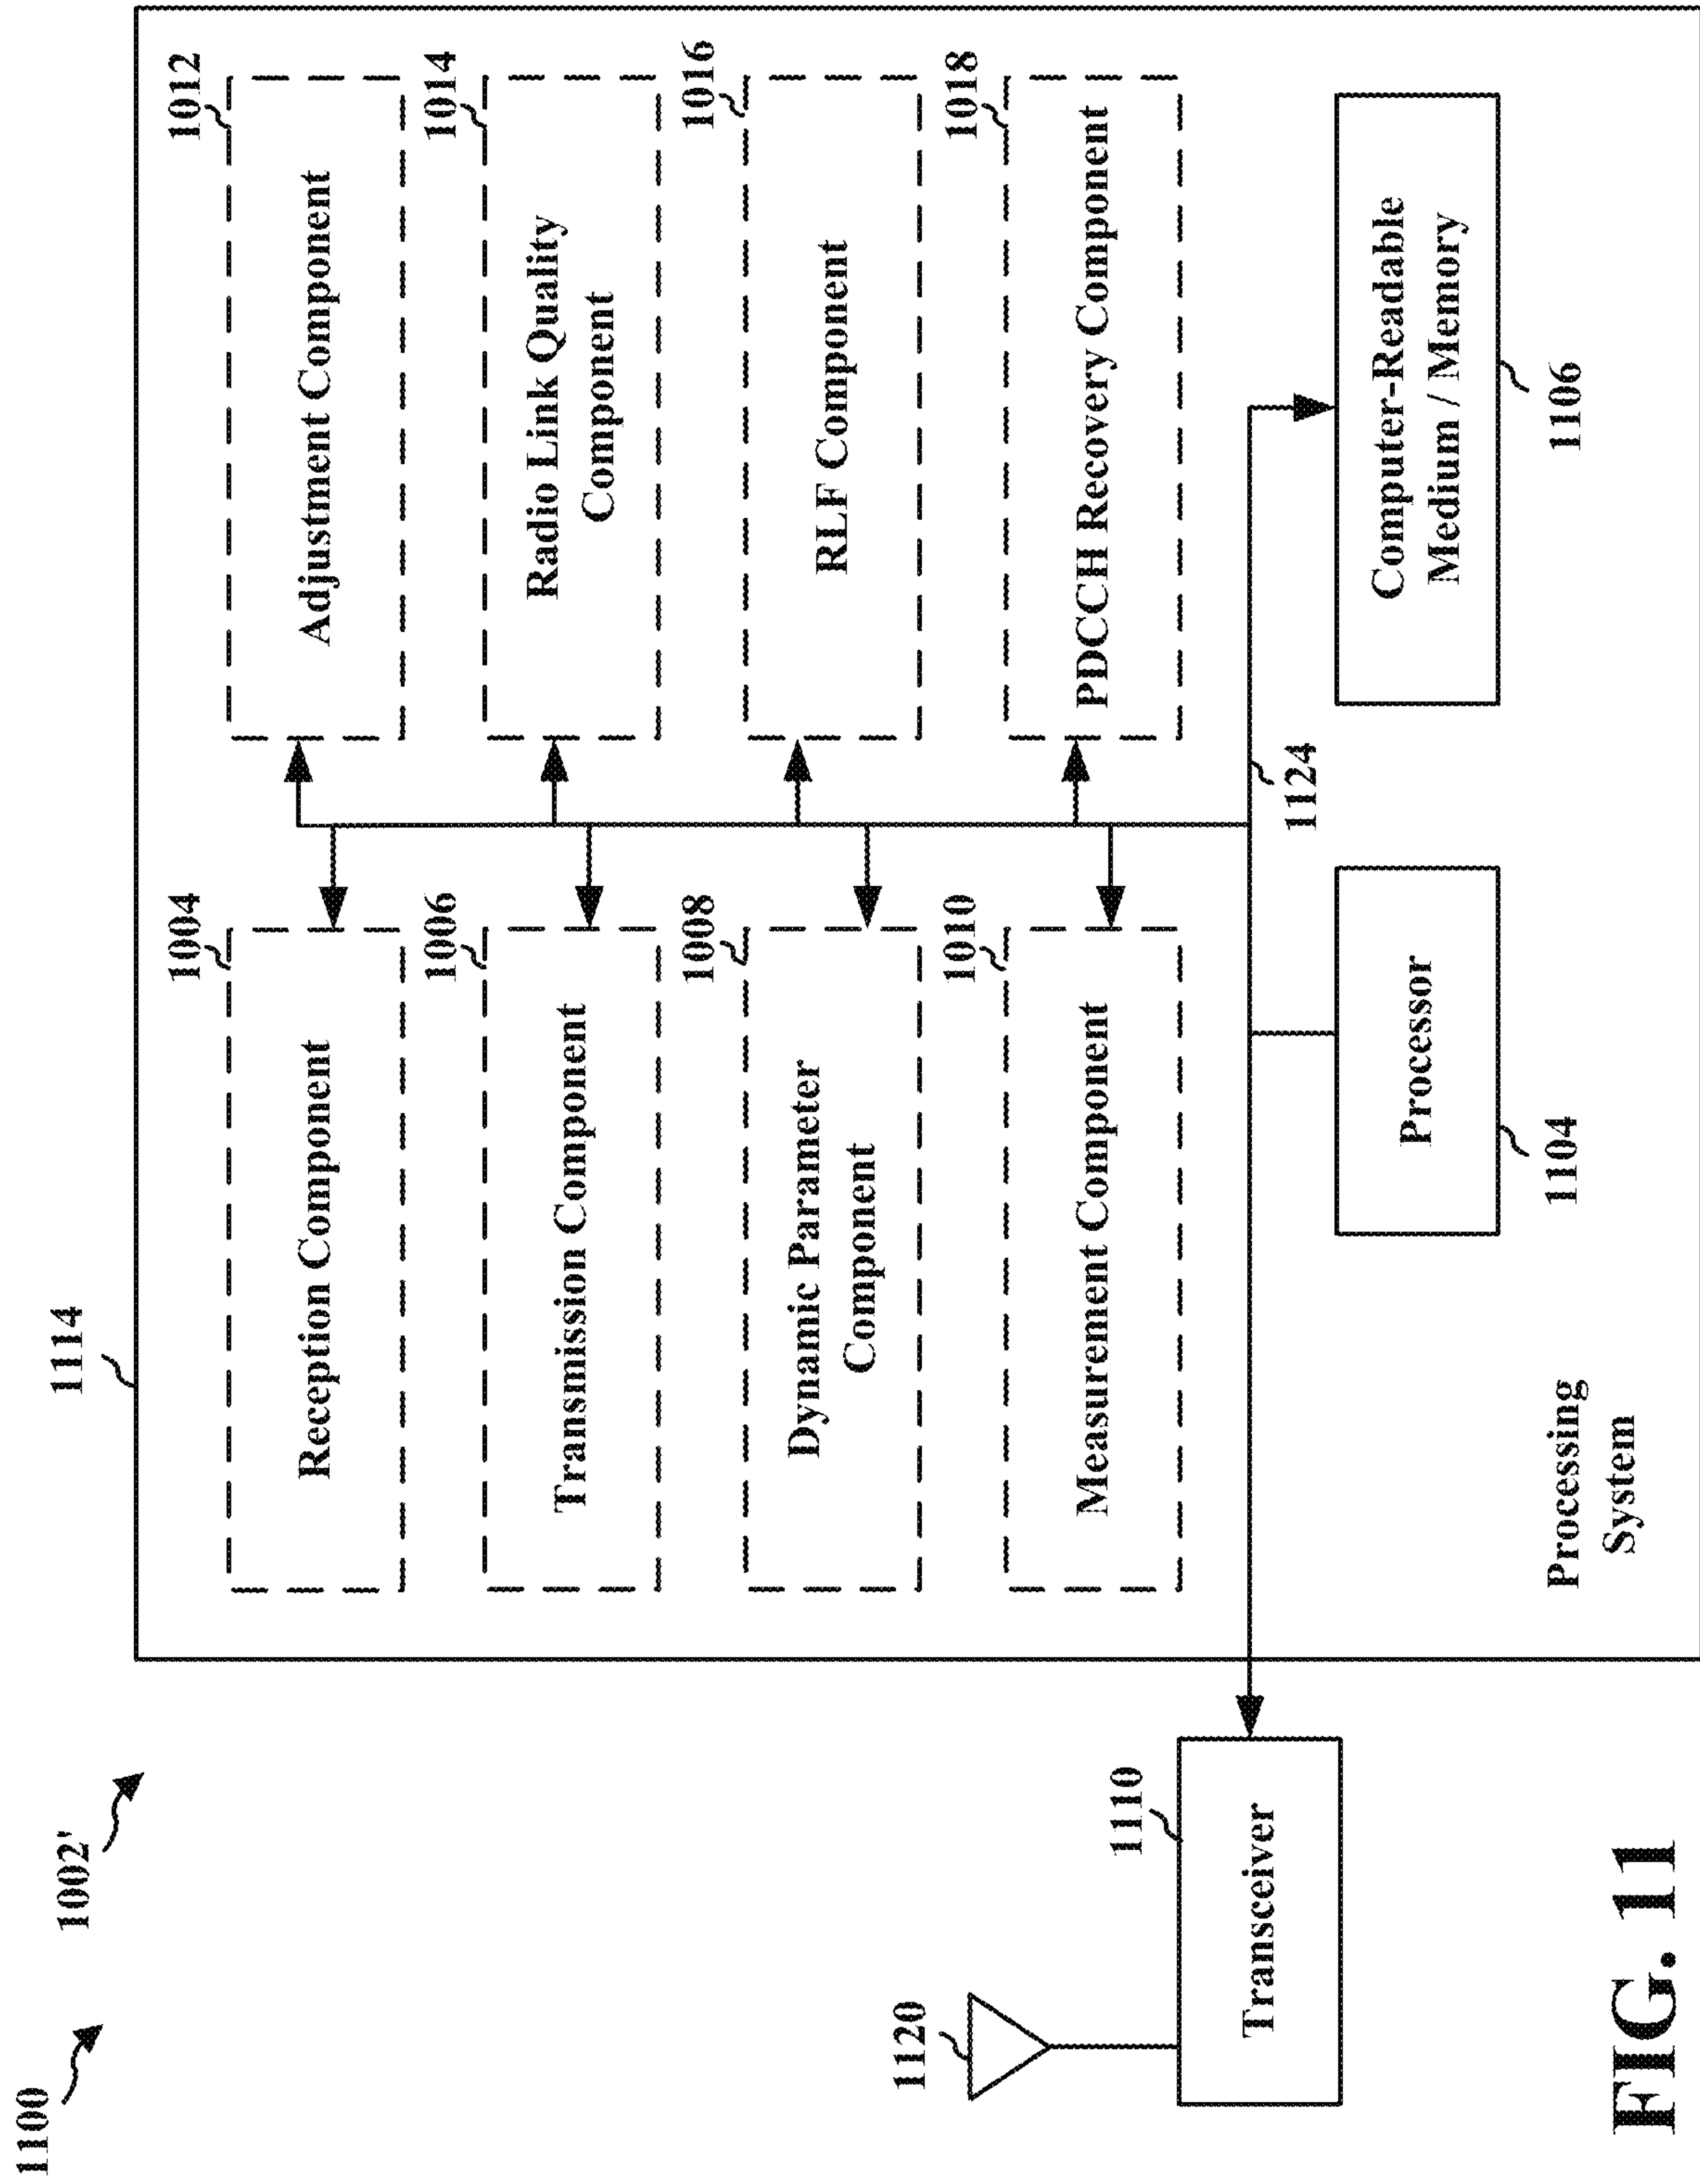 1100
1002'
1114
1004
Reception Component
1012
Adjustment Component
1006
Transmission Component
1014
Radio Link Quality
Component
1008
Dynamic Parameter
Component
1016
RLF Component
1010
Measurement Component
1018
PDCCH Recovery Component
1120
1110
Transceiver
1124
Processor
1104
Computer-Readable
Medium / Memory
1106
Processing
System
FIG. 11